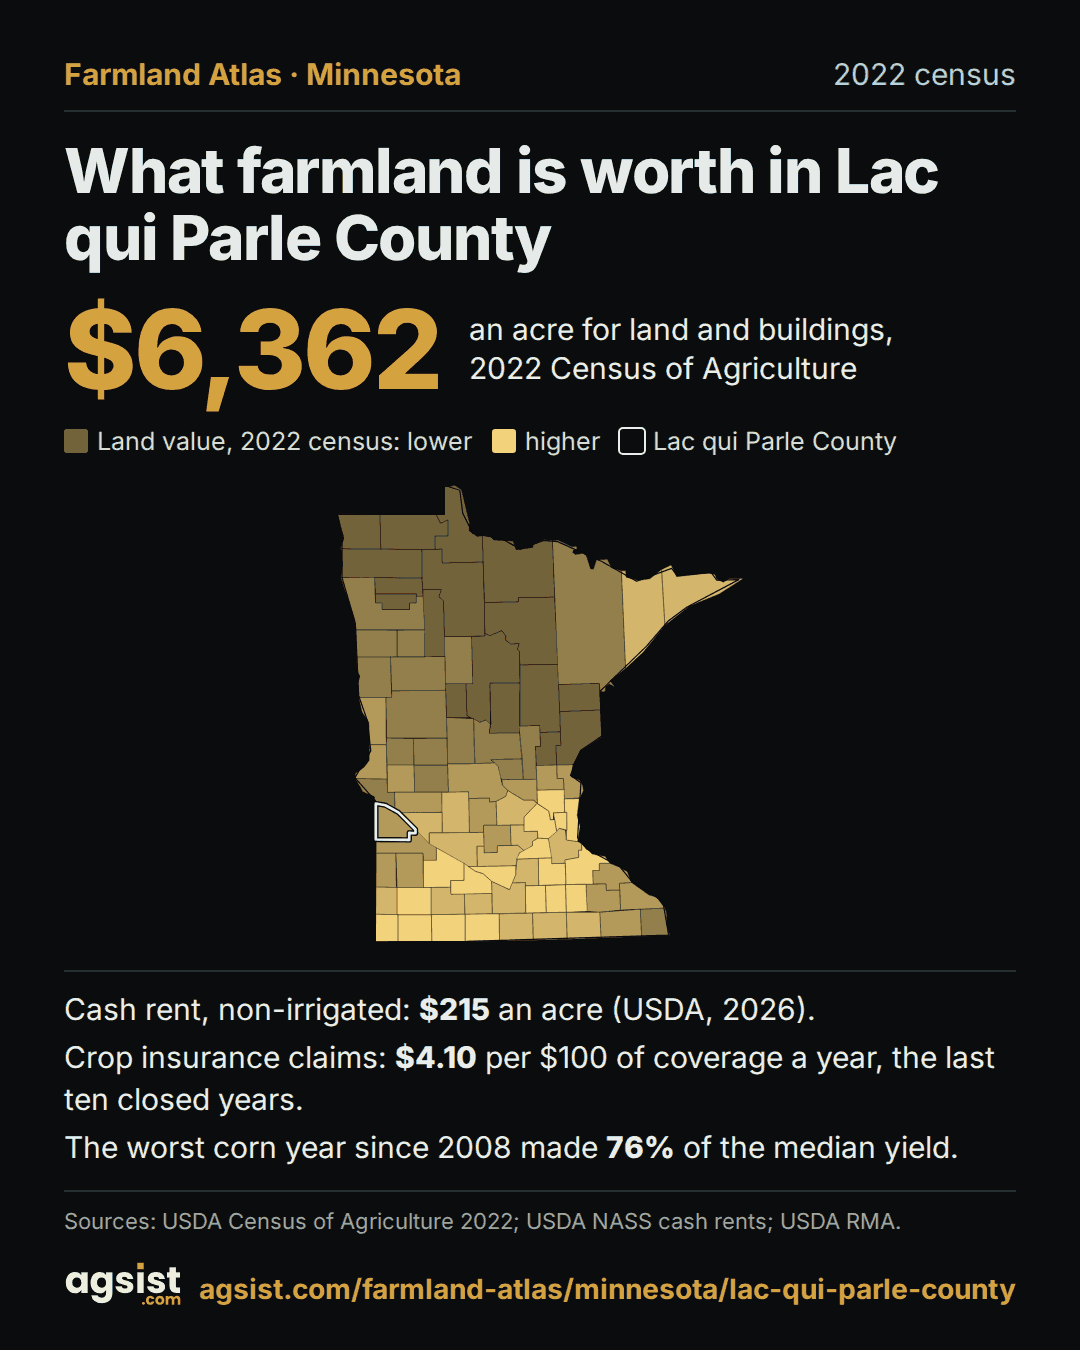 Farmland Atlas · Minnesota
2022 census
What farmland is worth in Lac
qui Parle County
$6,362
an acre for land and buildings,
2022 Census of Agriculture
Land value, 2022 census: lower
higher
Lac qui Parle County
Cash rent, non-irrigated: $215 an acre (USDA, 2026).
Crop insurance claims: $4.10 per $100 of coverage a year, the last
ten closed years.
The worst corn year since 2008 made 76% of the median yield.
Sources: USDA Census of Agriculture 2022; USDA NASS cash rents; USDA RMA.
agsist
.com
agsist.com/farmland-atlas/minnesota/lac-qui-parle-county